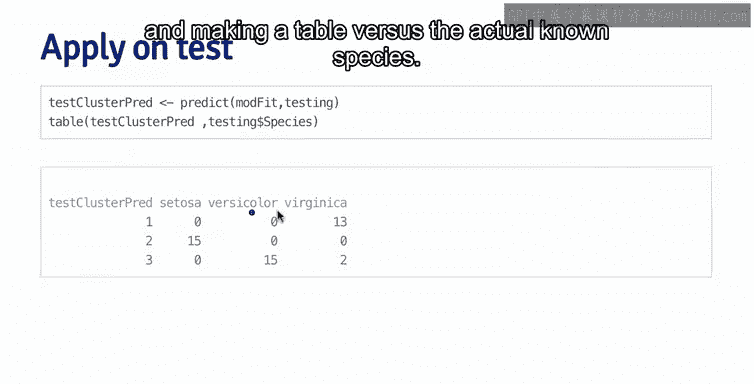 and making a table versus the actual known
species.
Apply on test
testClusterPred <- predict(modFit,testing)
table(testClusterPred ,testing$Species)
testClusterPred setosa versicolor virginica
1 0 0 13
2 15 0 0
3 0 15 2